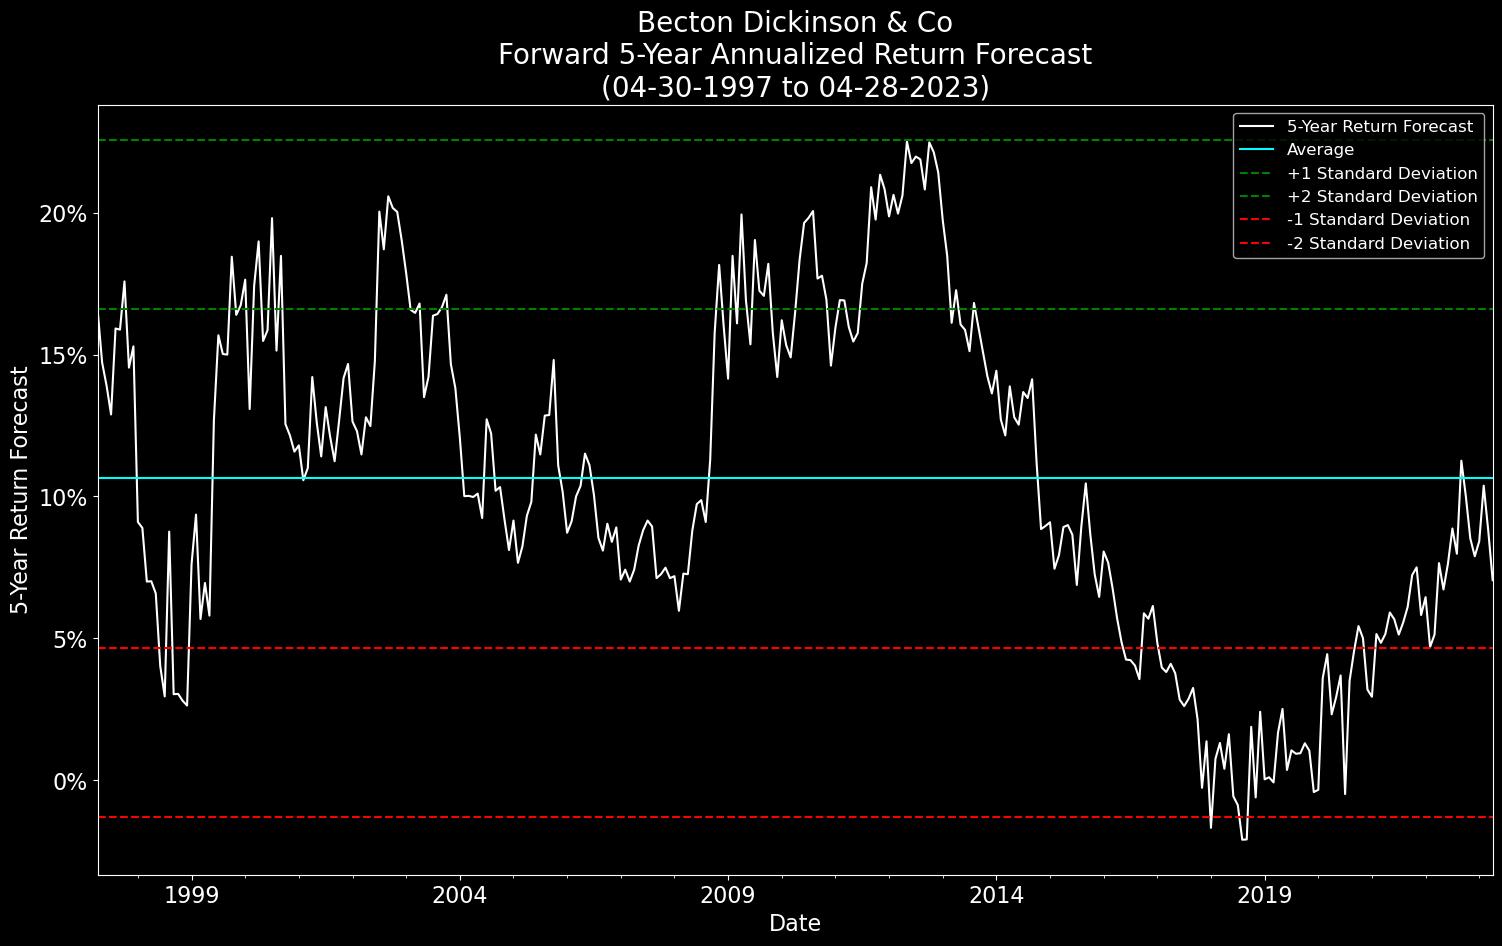 Becton Dickinson & Co
Forward 5-Year Annualized Return Forecast
(04-30-1997 to 04-28-2023)
5-Year Return Forecast
Average
+1 Standard Deviation
+2 Standard Deviation
-1 Standard Deviation
-2 Standard Deviation
5-Year Return Forecast
20%
15%
10%
5%
0%
1999
2004
2009
2014
2019
Date